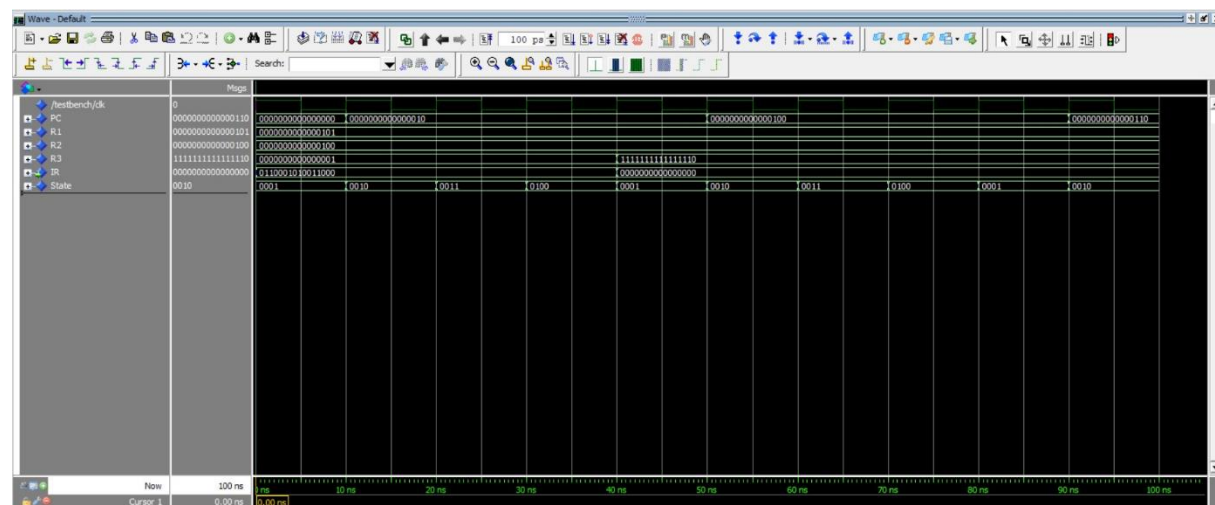 Wave - Default
100 ps
Search:
Msgs
/testbench/clk 0
PC 0000000000000110 0000000000000000 0000000000000010 0000000000000100 0000000000000110
R1 0000000000000101 0000000000000101
R2 0000000000000100 0000000000000100
R3 1111111111111110 0000000000000001 1111111111111110
IR 0000000000000000 0110001010011000 0000000000000000
State 0010 0001 0010 0011 0100 0001 0010 0011 0100 0001 0010
Now 100 ns ns 10 ns 20 ns 30 ns 40 ns 50 ns 60 ns 70 ns 80 ns 90 ns 100 ns
Cursor 1 0.00 ns 0.00 ns